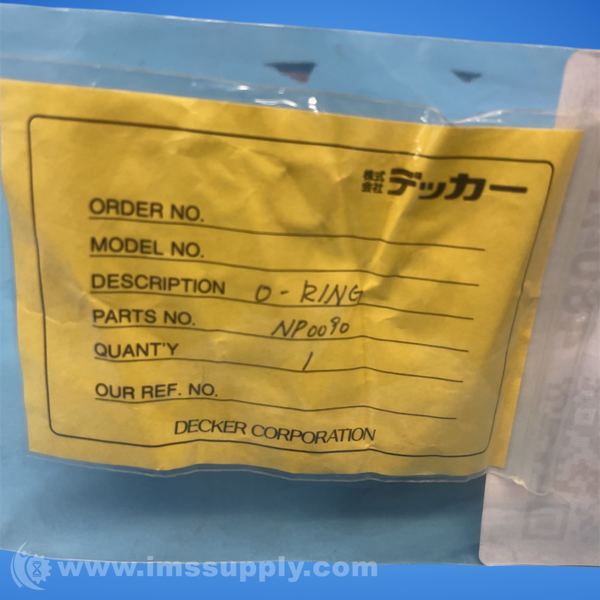 株式会社 デッカー
ORDER NO.
MODEL NO.
DESCRIPTION O-RING
PARTS NO. NP0090
QUANT'Y 1
OUR REF. NO.
DECKER CORPORATION
www.imssupply.com